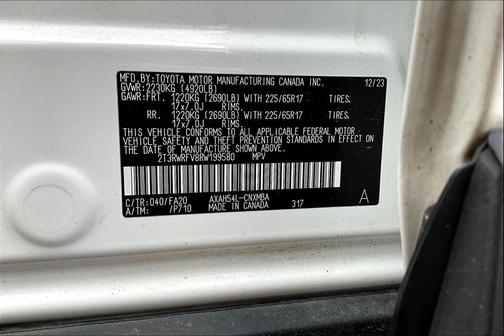 MFD.BY:TOYOTA MOTOR MANUFACTURING CANADA INC. 12/23
GVWR:2230KG (4920LB)
GAWR:FRT. 1220KG (2690LB) WITH 225/65R17 TIRES,
17x7.0J RIMS,
RR. 1220KG (2690LB) WITH 225/65R17 TIRES,
17x7.0J RIMS,
THIS VEHICLE CONFORMS TO ALL APPLICABLE FEDERAL MOTOR
VEHICLE SAFETY AND THEFT PREVENTION STANDARDS IN EFFECT
ON THE DATE OF MANUFACTURE SHOWN ABOVE.
2T3RWRFV8RW199580 MPV
C/TR:040/FA20 AXAH54L-CNXMBA A
A/TM: /P710 MADE IN CANADA 317